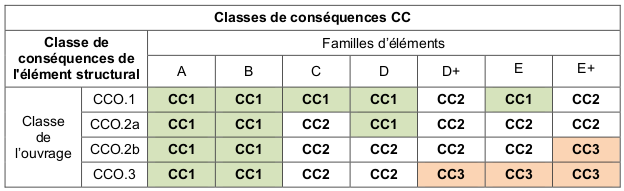 Classes de conséquences CC
Classe de conséquences de l'élément structural
Familles d'éléments
A B C D D+ E E+
Classe de l'ouvrage
CCO.1 CC1 CC1 CC1 CC1 CC2 CC1 CC2
CCO.2a CC1 CC1 CC2 CC1 CC2 CC2 CC2
CCO.2b CC1 CC1 CC2 CC2 CC2 CC2 CC3
CCO.3 CC1 CC1 CC2 CC2 CC3 CC3 CC3